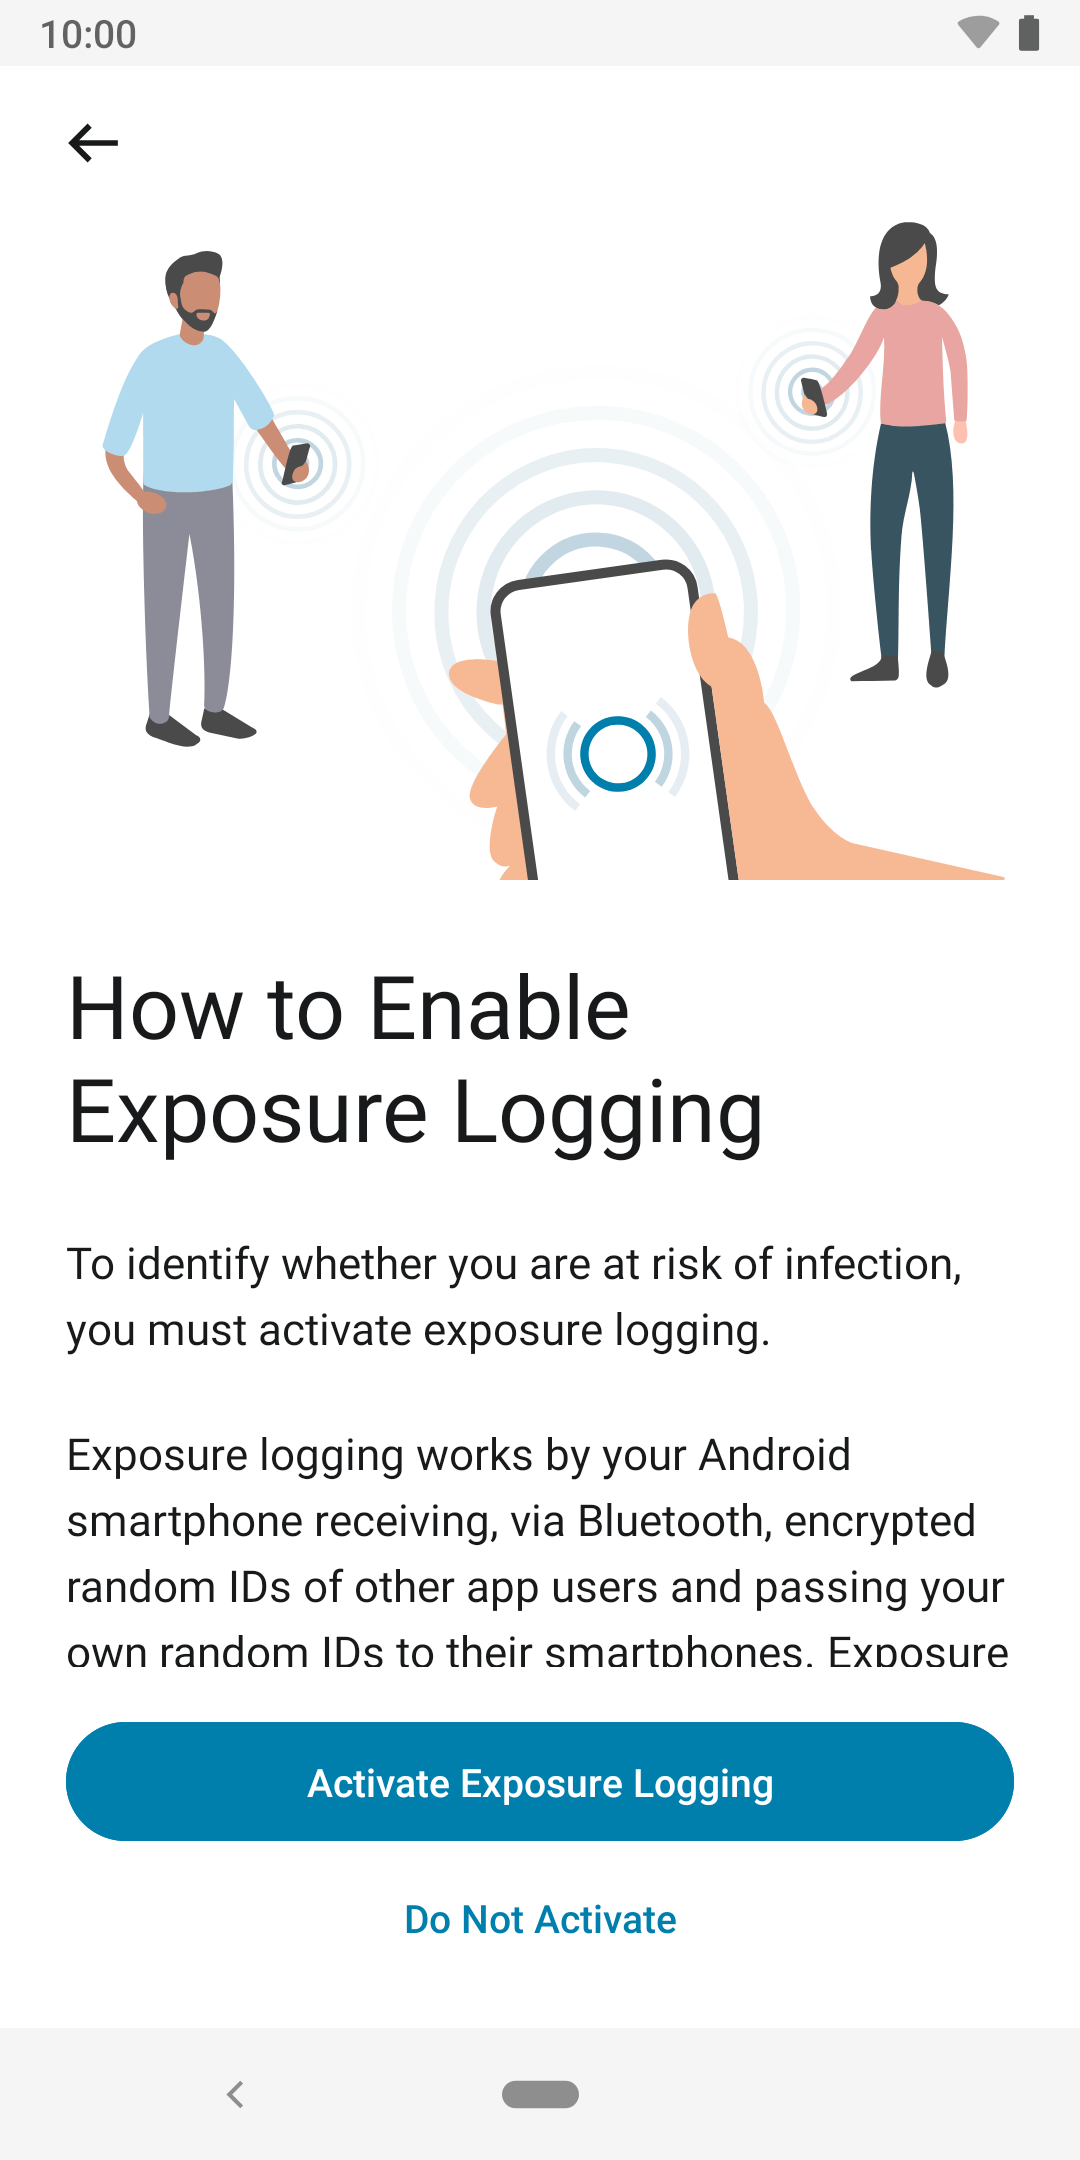 10:00
How to Enable
Exposure Logging
To identify whether you are at risk of infection,
you must activate exposure logging.
Exposure logging works by your Android
smartphone receiving, via Bluetooth, encrypted
random IDs of other app users and passing your
own random IDs to their smartphones. Exposure
Activate Exposure Logging
Do Not Activate